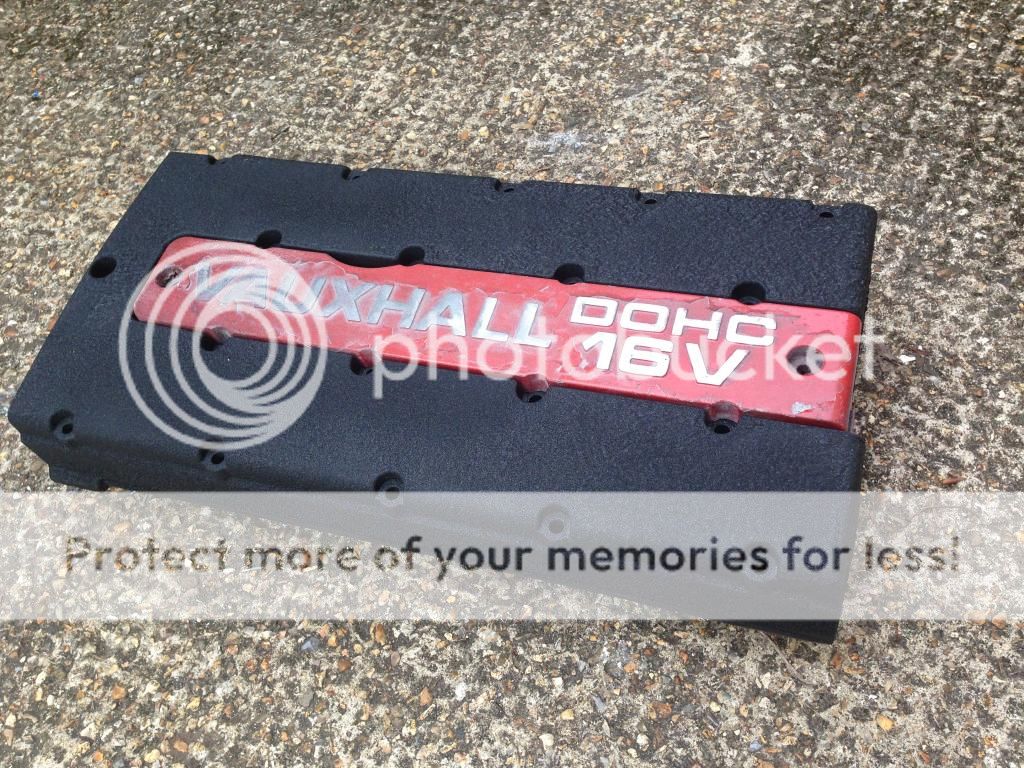 VAUXHALL DOHC
16V
photobucket
Protect more of your memories for less!